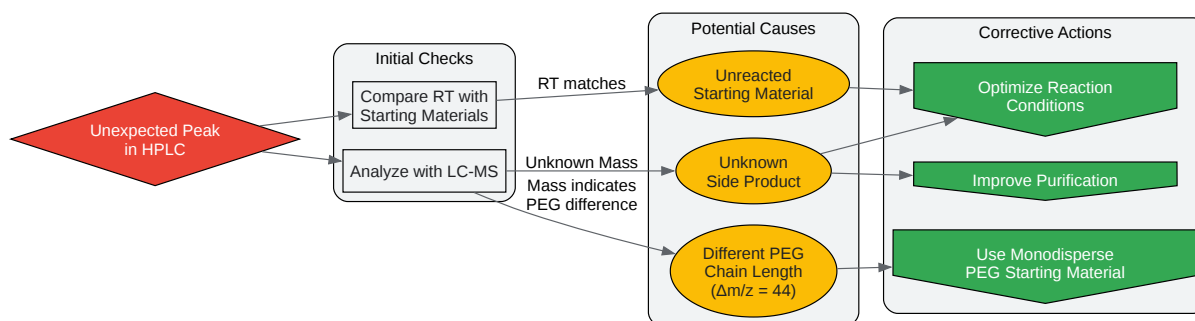 Unexpected Peak
in HPLC
Initial Checks
Compare RT with
Starting Materials
Analyze with LC-MS
RT matches
Unknown Mass
Mass indicates
PEG difference
Potential Causes
Unreacted
Starting Material
Unknown
Side Product
Different PEG
Chain Length
(Δm/z = 44)
Corrective Actions
Optimize Reaction
Conditions
Improve Purification
Use Monodisperse
PEG Starting Material